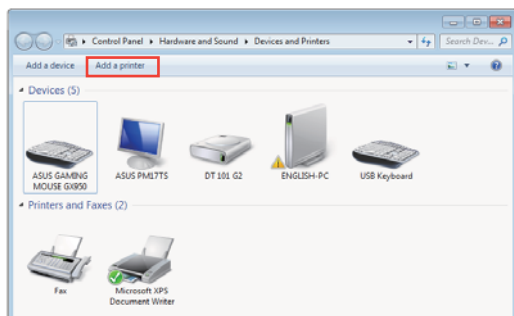 Control Panel ▸ Hardware and Sound ▸ Devices and Printers
Search Dev...
Add a device Add a printer
Devices (5)
ASUS GAMING MOUSE GX950
ASUS PM17TS
DT 101 G2
ENGLISH-PC
USB Keyboard
Printers and Faxes (2)
Fax
Microsoft XPS Document Writer